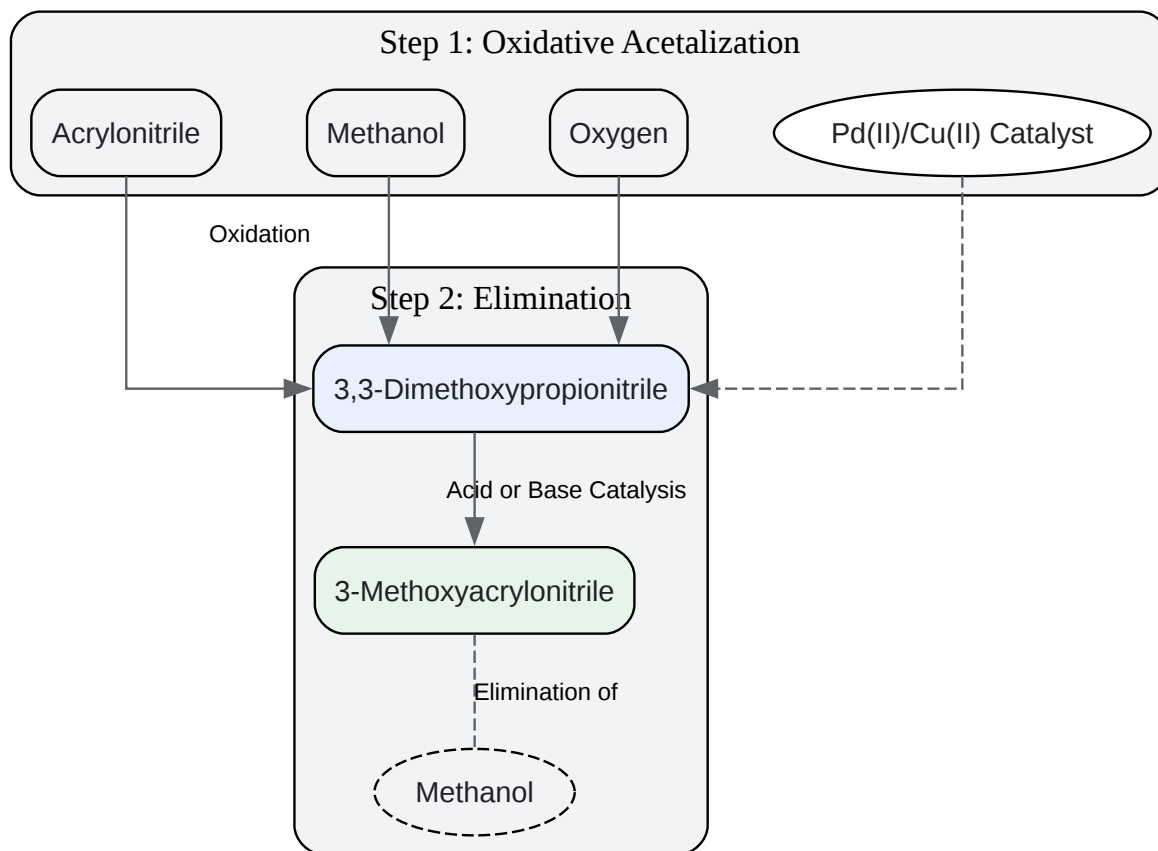 Step 1: Oxidative Acetalization
Acrylonitrile
Methanol
Oxygen
Pd(II)/Cu(II) Catalyst
Oxidation
Step 2: Elimination
3,3-Dimethoxypropionitrile
Acid or Base Catalysis
3-Methoxyacrylonitrile
Elimination of
Methanol